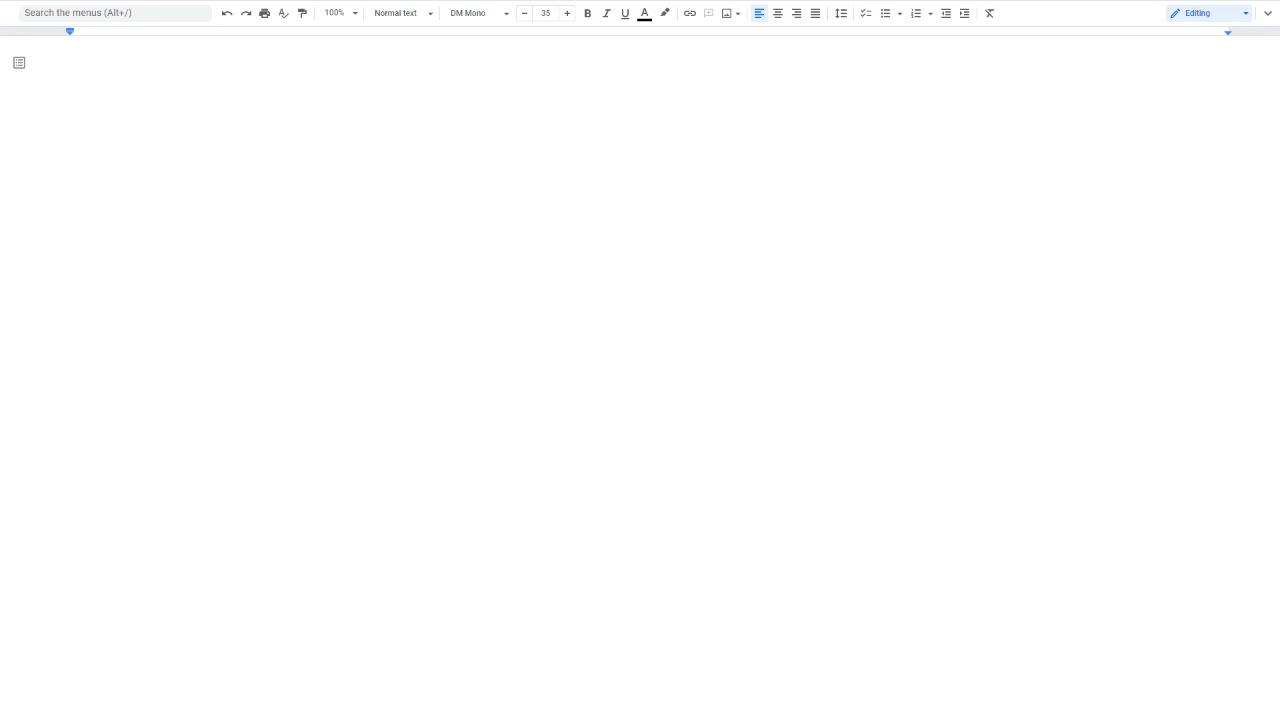 Search the menus (Alt+/)
100%
Normal text
DM Mono
35
Editing